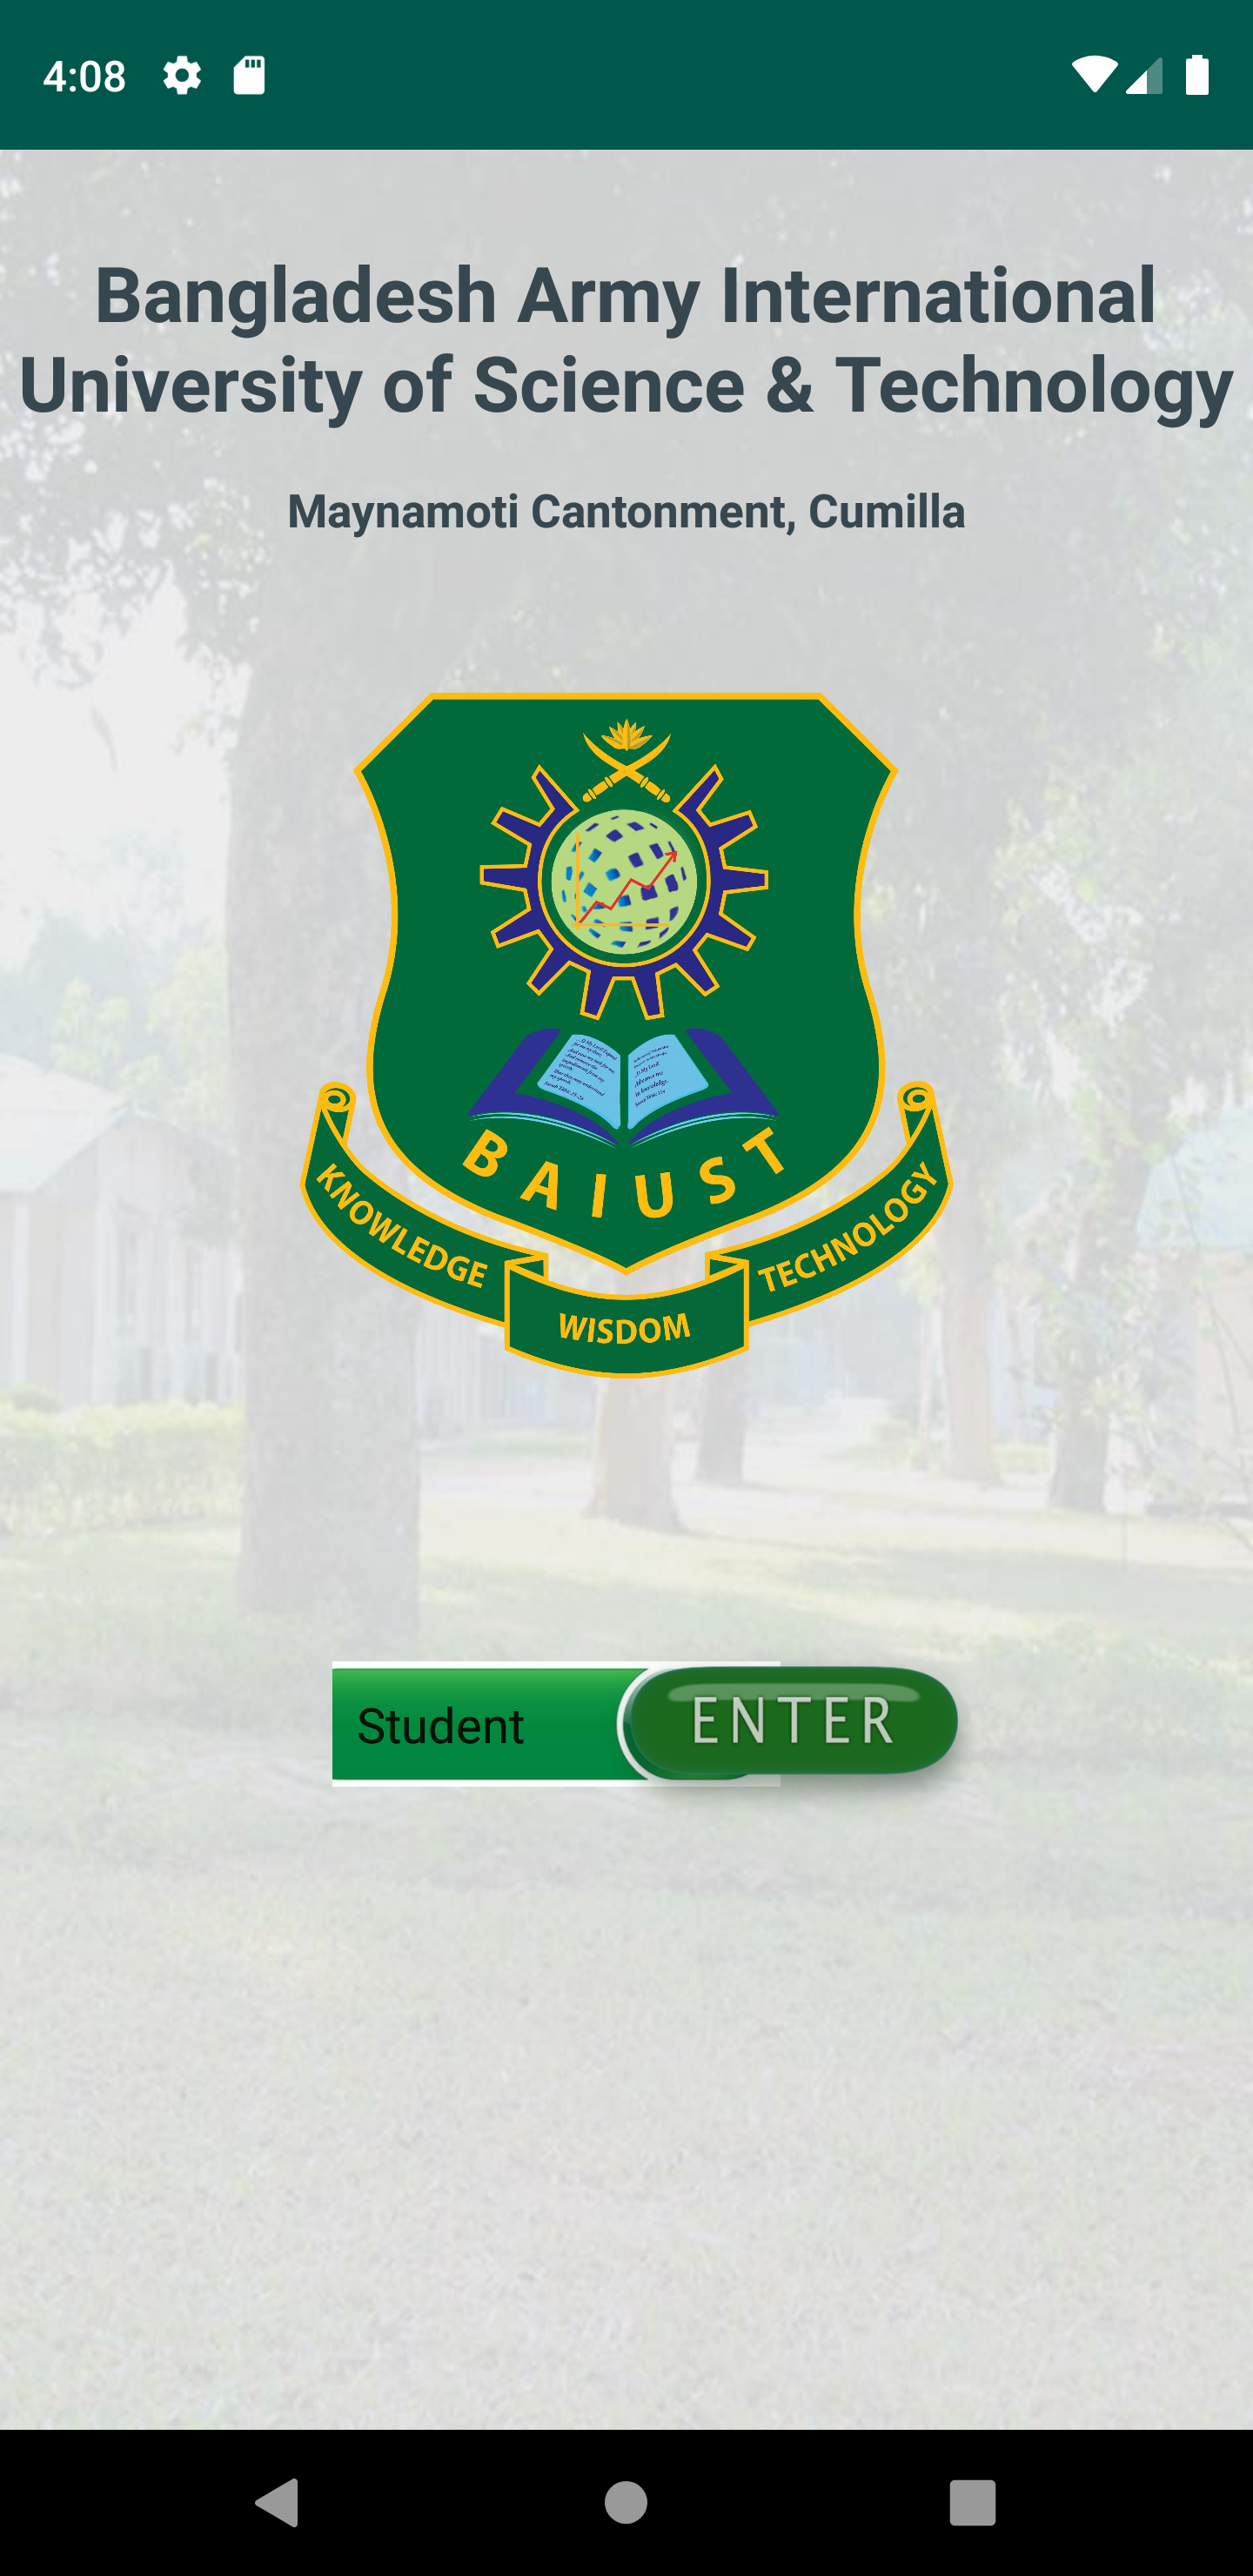 4:08
Bangladesh Army International
University of Science & Technology
Maynamoti Cantonment, Cumilla
BAIUST
KNOWLEDGE
WISDOM
TECHNOLOGY
Student
ENTER